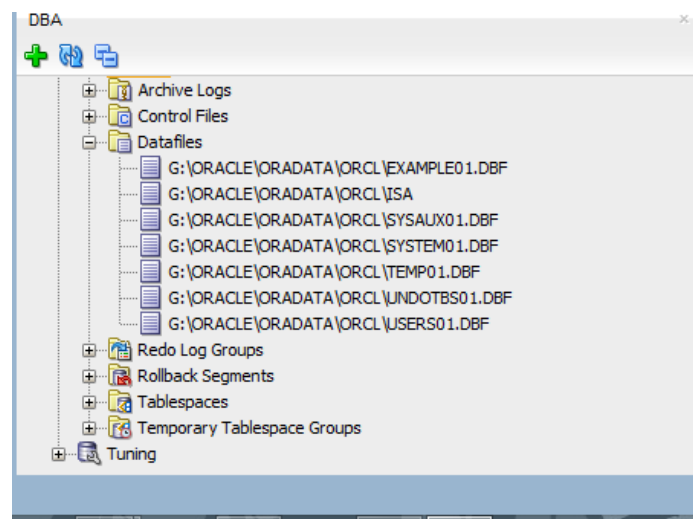 DBA
Archive Logs
Control Files
Datafiles
G:\ORACLE\ORADATA\ORCL\EXAMPLE01.DBF
G:\ORACLE\ORADATA\ORCL\ISA
G:\ORACLE\ORADATA\ORCL\SYSAUX01.DBF
G:\ORACLE\ORADATA\ORCL\SYSTEM01.DBF
G:\ORACLE\ORADATA\ORCL\TEMP01.DBF
G:\ORACLE\ORADATA\ORCL\UNDOTBS01.DBF
G:\ORACLE\ORADATA\ORCL\USERS01.DBF
Redo Log Groups
Rollback Segments
Tablespaces
Temporary Tablespace Groups
Tuning